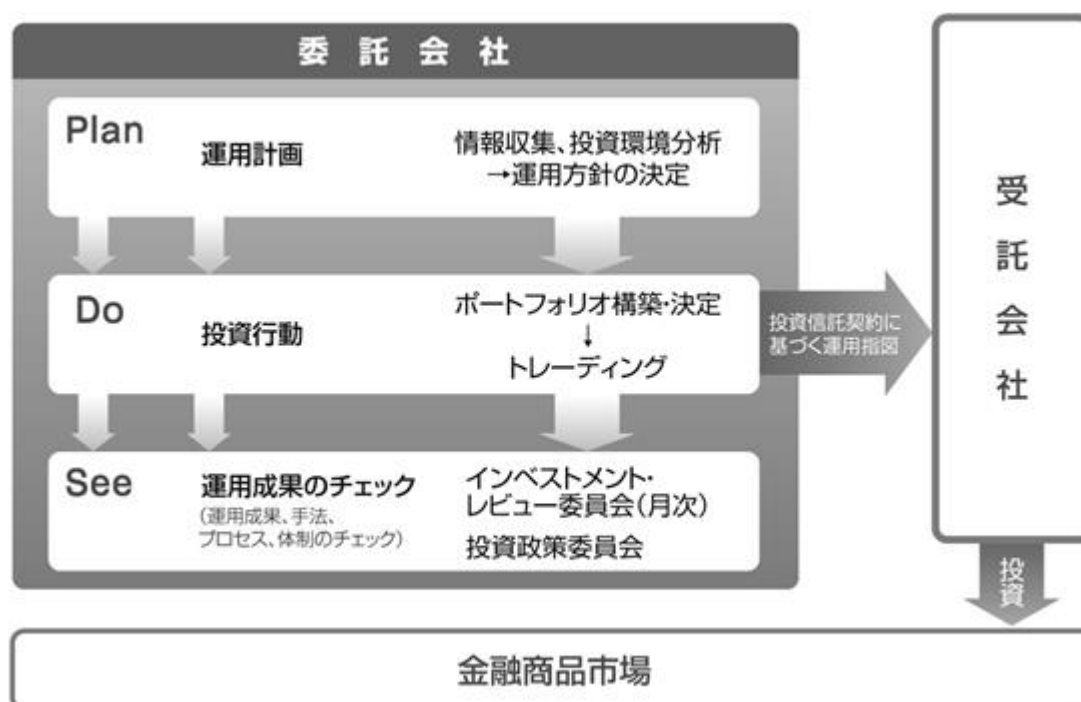 委託会社
Plan
運用計画
情報収集、投資環境分析
→運用方針の決定
Do
投資行動
ポートフォリオ構築・決定
↓
トレーディング
投資信託契約に
基づく運用指図
See
運用成果のチェック
(運用成果、手法、
プロセス、体制のチェック)
インベストメント・
レビュー委員会(月次)
投資政策委員会
受託会社
投資
金融商品市場